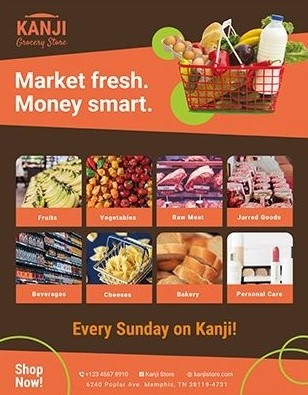 KANJI
Grocery Store
Market fresh.
Money smart.
Fruits
Vegetables
Raw Meat
Jarred Goods
Beverages
Cheeses
Bakery
Personal Care
Every Sunday on Kanji!
Shop
Now!
+123 4567 8910
Kanji Store
kanjistore.com
6240 Poplar Ave. Memphis, TN 38119-4731